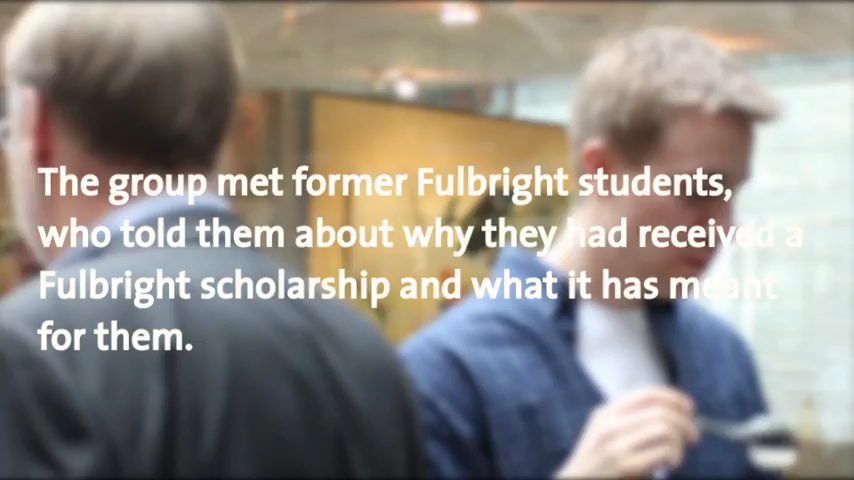 The group met former Fulbright students,
who told them about why they had received a
Fulbright scholarship and what it has meant
for them.